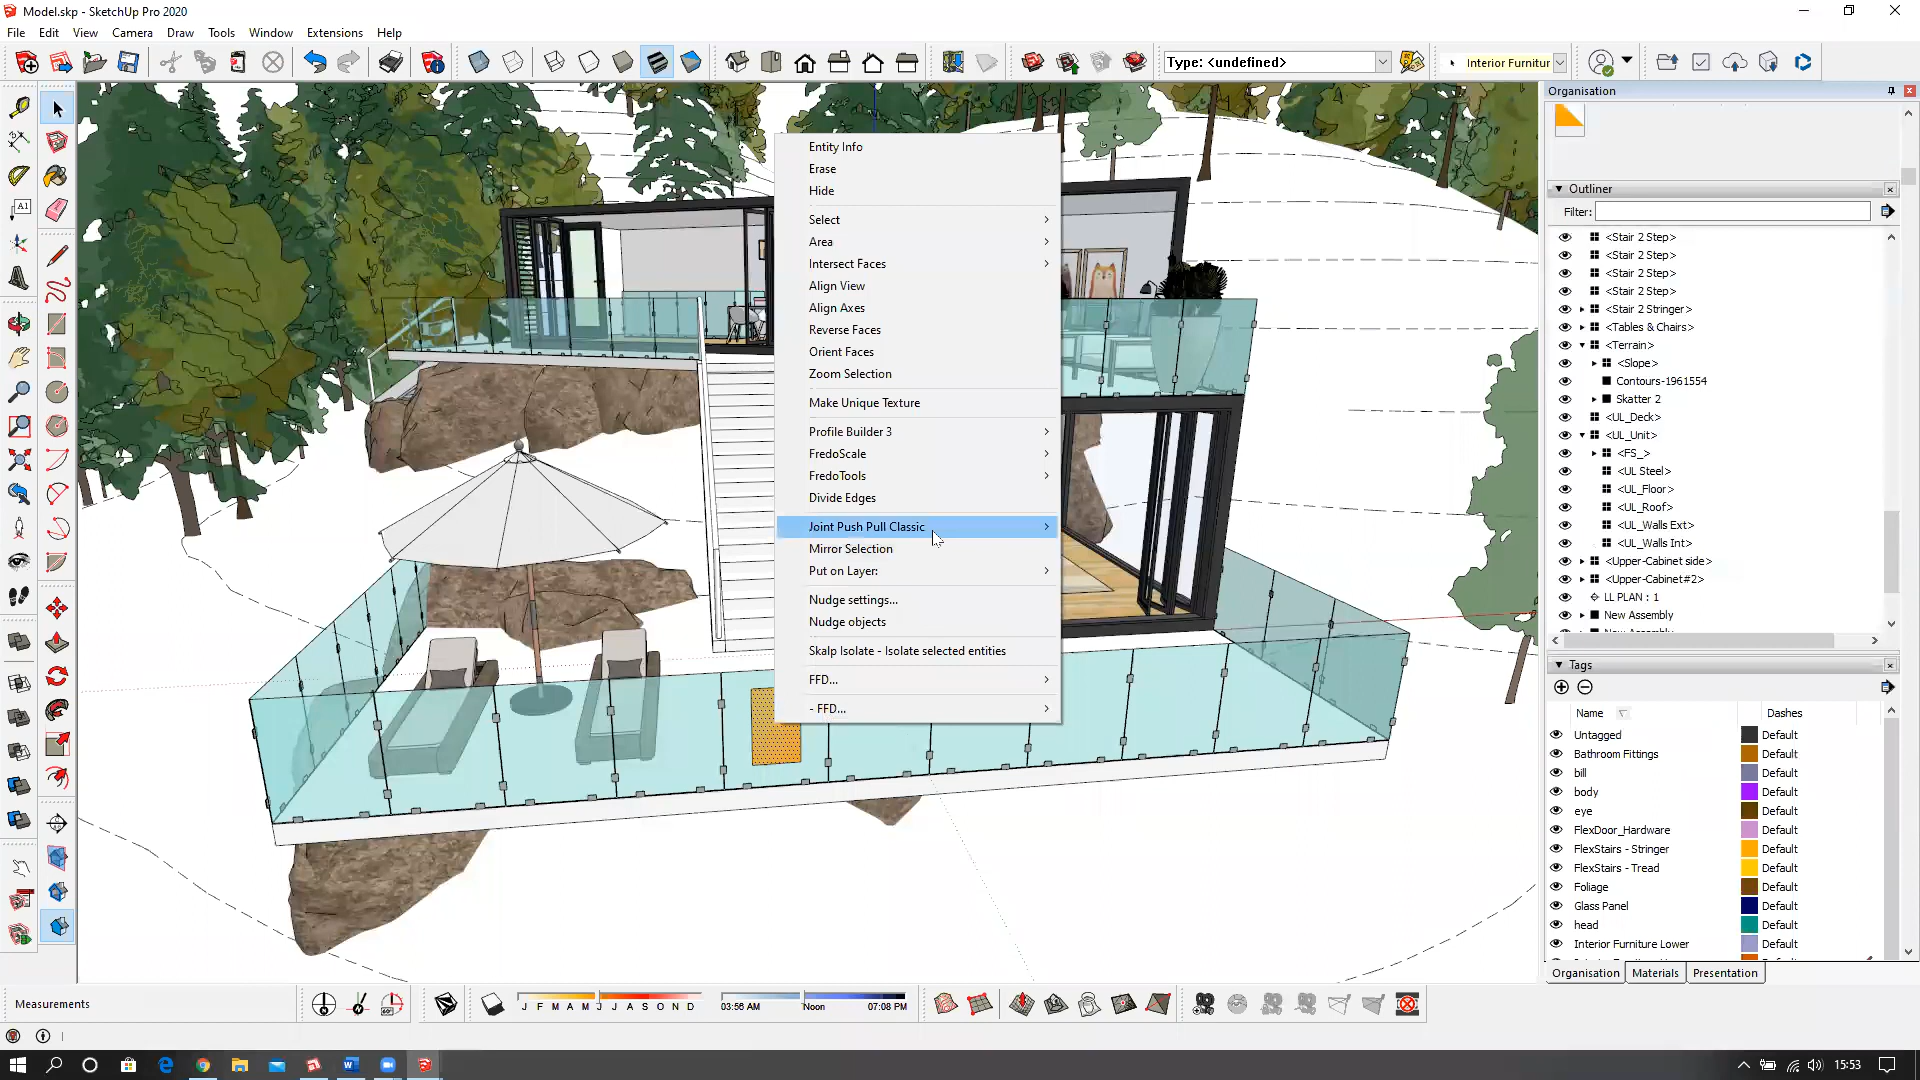 Model.skp - SketchUp Pro 2020
File Edit View Camera Draw Tools Window Extensions Help
Type: <undefined>
Interior Furnitur
A1
Entity Info
Erase
Hide
Select
Area
Intersect Faces
Align View
Align Axes
Reverse Faces
Orient Faces
Zoom Selection
Make Unique Texture
Profile Builder 3
FredoScale
FredoTools
Divide Edges
Joint Push Pull Classic
Mirror Selection
Put on Layer:
Nudge settings...
Nudge objects
Skalp Isolate - Isolate selected entities
FFD...
- FFD...
Organisation
Outliner
Filter:
<Stair 2 Step>
<Stair 2 Step>
<Stair 2 Step>
<Stair 2 Step>
<Stair 2 Stringer>
<Tables & Chairs>
<Terrain>
<Slope>
Contours-1961554
Skatter 2
<UL_Deck>
<UL_Unit>
<FS_>
<UL Steel>
<UL_Floor>
<UL_Roof>
<UL_Walls Ext>
<UL_Walls Int>
<Upper-Cabinet side>
<Upper-Cabinet#2>
LL PLAN : 1
New Assembly
New Assembly
Tags
Name Dashes
Untagged Default
Bathroom Fittings Default
bill Default
body Default
eye Default
FlexDoor_Hardware Default
FlexStairs - Stringer Default
FlexStairs - Tread Default
Foliage Default
Glass Panel Default
head Default
Interior Furniture Lower Default
Organisation Materials Presentation
Measurements
J F M A M J J A S O N D
03:56 AM Noon 07:08 PM
15:53